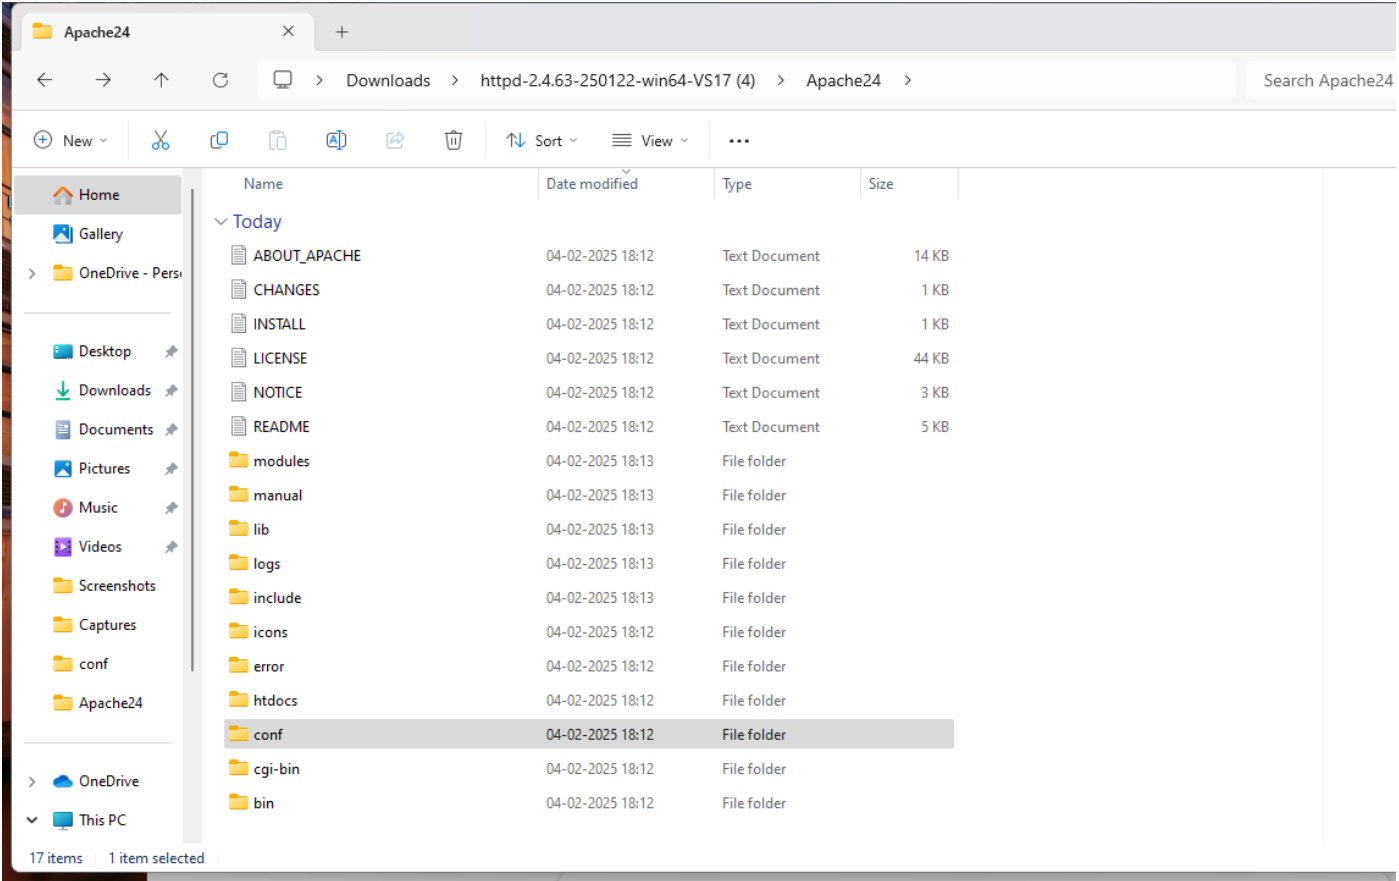 Apache24
Downloads > httpd-2.4.63-250122-win64-VS17 (4) > Apache24 >
Search Apache24
New
Sort
View
Home
Gallery
OneDrive - Pers
Desktop
Downloads
Documents
Pictures
Music
Videos
Screenshots
Captures
conf
Apache24
OneDrive
This PC
Name Date modified Type Size
Today
ABOUT_APACHE 04-02-2025 18:12 Text Document 14 KB
CHANGES 04-02-2025 18:12 Text Document 1 KB
INSTALL 04-02-2025 18:12 Text Document 1 KB
LICENSE 04-02-2025 18:12 Text Document 44 KB
NOTICE 04-02-2025 18:12 Text Document 3 KB
README 04-02-2025 18:12 Text Document 5 KB
modules 04-02-2025 18:13 File folder
manual 04-02-2025 18:13 File folder
lib 04-02-2025 18:13 File folder
logs 04-02-2025 18:13 File folder
include 04-02-2025 18:13 File folder
icons 04-02-2025 18:12 File folder
error 04-02-2025 18:12 File folder
htdocs 04-02-2025 18:12 File folder
conf 04-02-2025 18:12 File folder
cgi-bin 04-02-2025 18:12 File folder
bin 04-02-2025 18:12 File folder
17 items 1 item selected